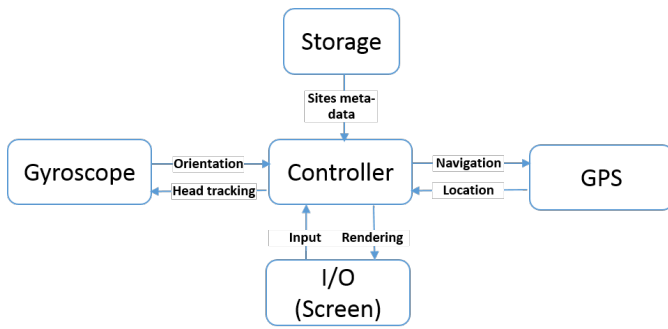 Storage
Sites meta-
data
Gyroscope
Orientation
Head tracking
Controller
Navigation
Location
GPS
Input
Rendering
I/O
(Screen)